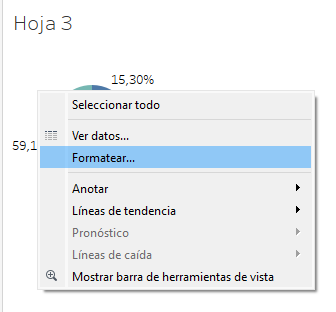 Hoja 3
15,30%
59,1
Seleccionar todo
Ver datos...
Formatear...
Anotar
Líneas de tendencia
Pronóstico
Líneas de caída
Mostrar barra de herramientas de vista